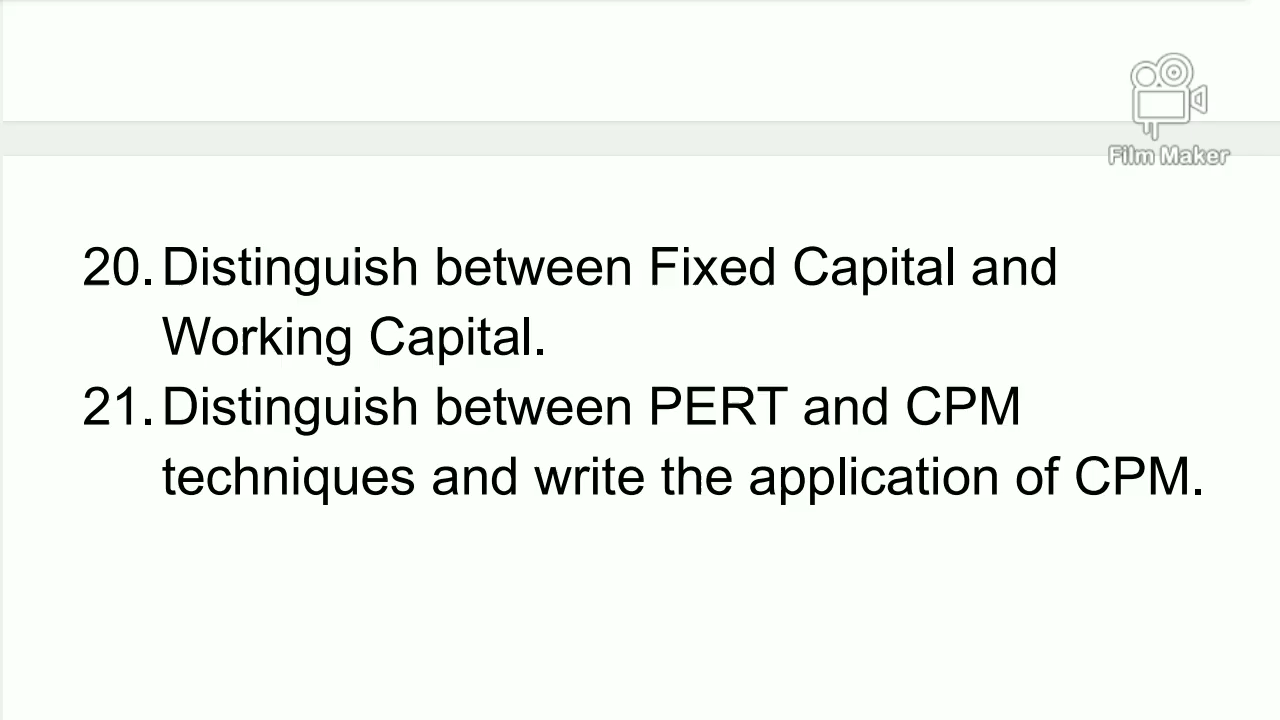 Film Maker
20. Distinguish between Fixed Capital and
Working Capital.
21. Distinguish between PERT and CPM
techniques and write the application of CPM.